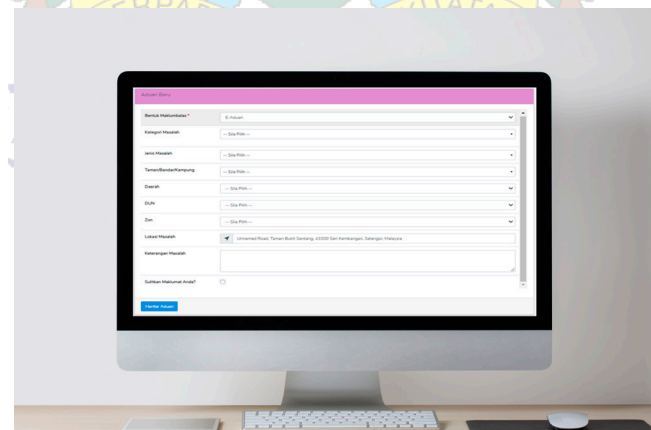 Aduan Baru
Bentuk Maklumbalas *
E-Aduan
Kategori Masalah
-- Sila Pilih --
Jenis Masalah
-- Sila Pilih --
Taman/Bandar/Kampung
-- Sila Pilih --
Daerah
-- Sila Pilih --
DUN
-- Sila Pilih --
Zon
-- Sila Pilih --
Lokasi Masalah
Unnamed Road, Taman Bukit Serdang, 43300 Seri Kembangan, Selangor, Malaysia
Keterangan Masalah
Sulitkan Maklumat Anda?
Hantar Aduan